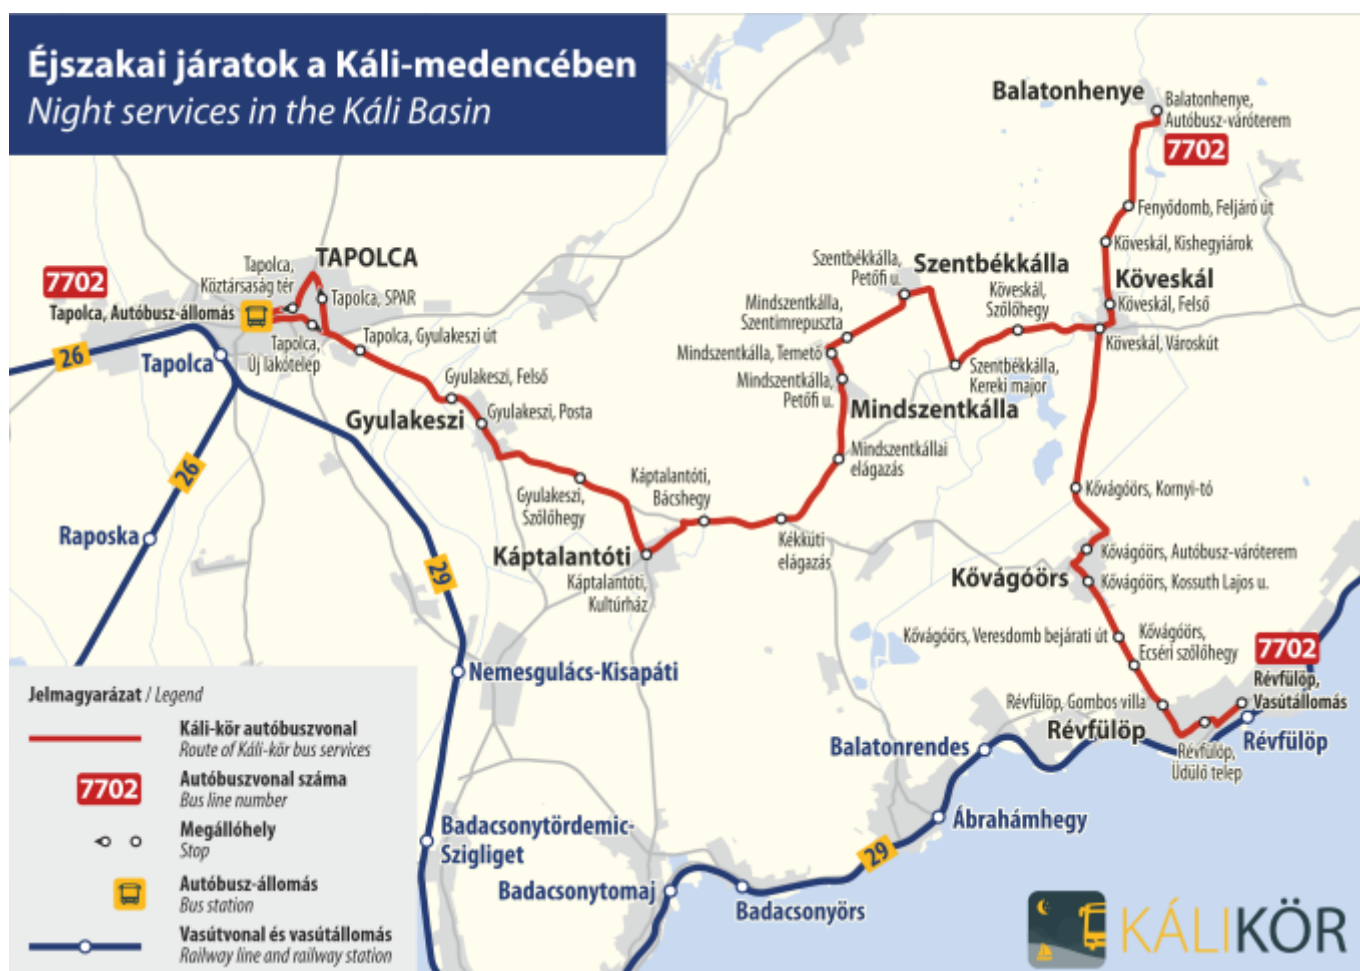 Éjszakai járatok a Káli-medencében
Night services in the Káli Basin
Balatonhenye
Balatonhenye,
Autóbusz-váróterem
7702
Fenyődomb, Feljáró út
Köveskál, Kishegyiárok
Köveskál
Köveskál, Felső
Köveskál, Városkút
Szentbékkálla,
Petőfi u.
Szentbékkálla
Köveskál,
Szőlőhegy
Szentbékkálla,
Kereki major
Mindszentkálla,
Szentimrepuszta
Mindszentkálla, Temető
Mindszentkálla,
Petőfi u.
Mindszentkálla
Mindszentkállai
elágazás
TAPOLCA
Tapolca,
Köztársaság tér
7702
Tapolca, Autóbusz-állomás
Tapolca, SPAR
Tapolca, Gyulakeszi út
Tapolca,
Új lakótelep
26
Tapolca
Gyulakeszi, Felső
Gyulakeszi
Gyulakeszi, Posta
26
Gyulakeszi,
Szőlőhegy
Káptalantóti,
Bácshegy
Raposka
Káptalantóti
Káptalantóti,
Kultúrház
Kékkúti
elágazás
29
Kővágóörs, Kornyi-tó
Kővágóörs, Autóbusz-váróterem
Kővágóörs
Kővágóörs, Kossuth Lajos u.
Kővágóörs, Veresdomb bejárati út
Kővágóörs,
Ecséri szőlőhegy
7702
Révfülöp,
Vasútállomás
Révfülöp, Gombos villa
Révfülöp
Révfülöp
Révfülöp,
Üdülő telep
Nemesgulács-Kisapáti
Balatonrendes
Ábrahámhegy
29
Badacsonytördemic-
Szigliget
Badacsonytomaj
Badacsonyörs
Jelmagyarázat / Legend
Káli-kör autóbuszvonal
Route of Káli-kör bus services
7702
Autóbuszvonal száma
Bus line number
Megállóhely
Stop
Autóbusz-állomás
Bus station
Vasútvonal és vasútállomás
Railway line and railway station
KÁLIKÖR